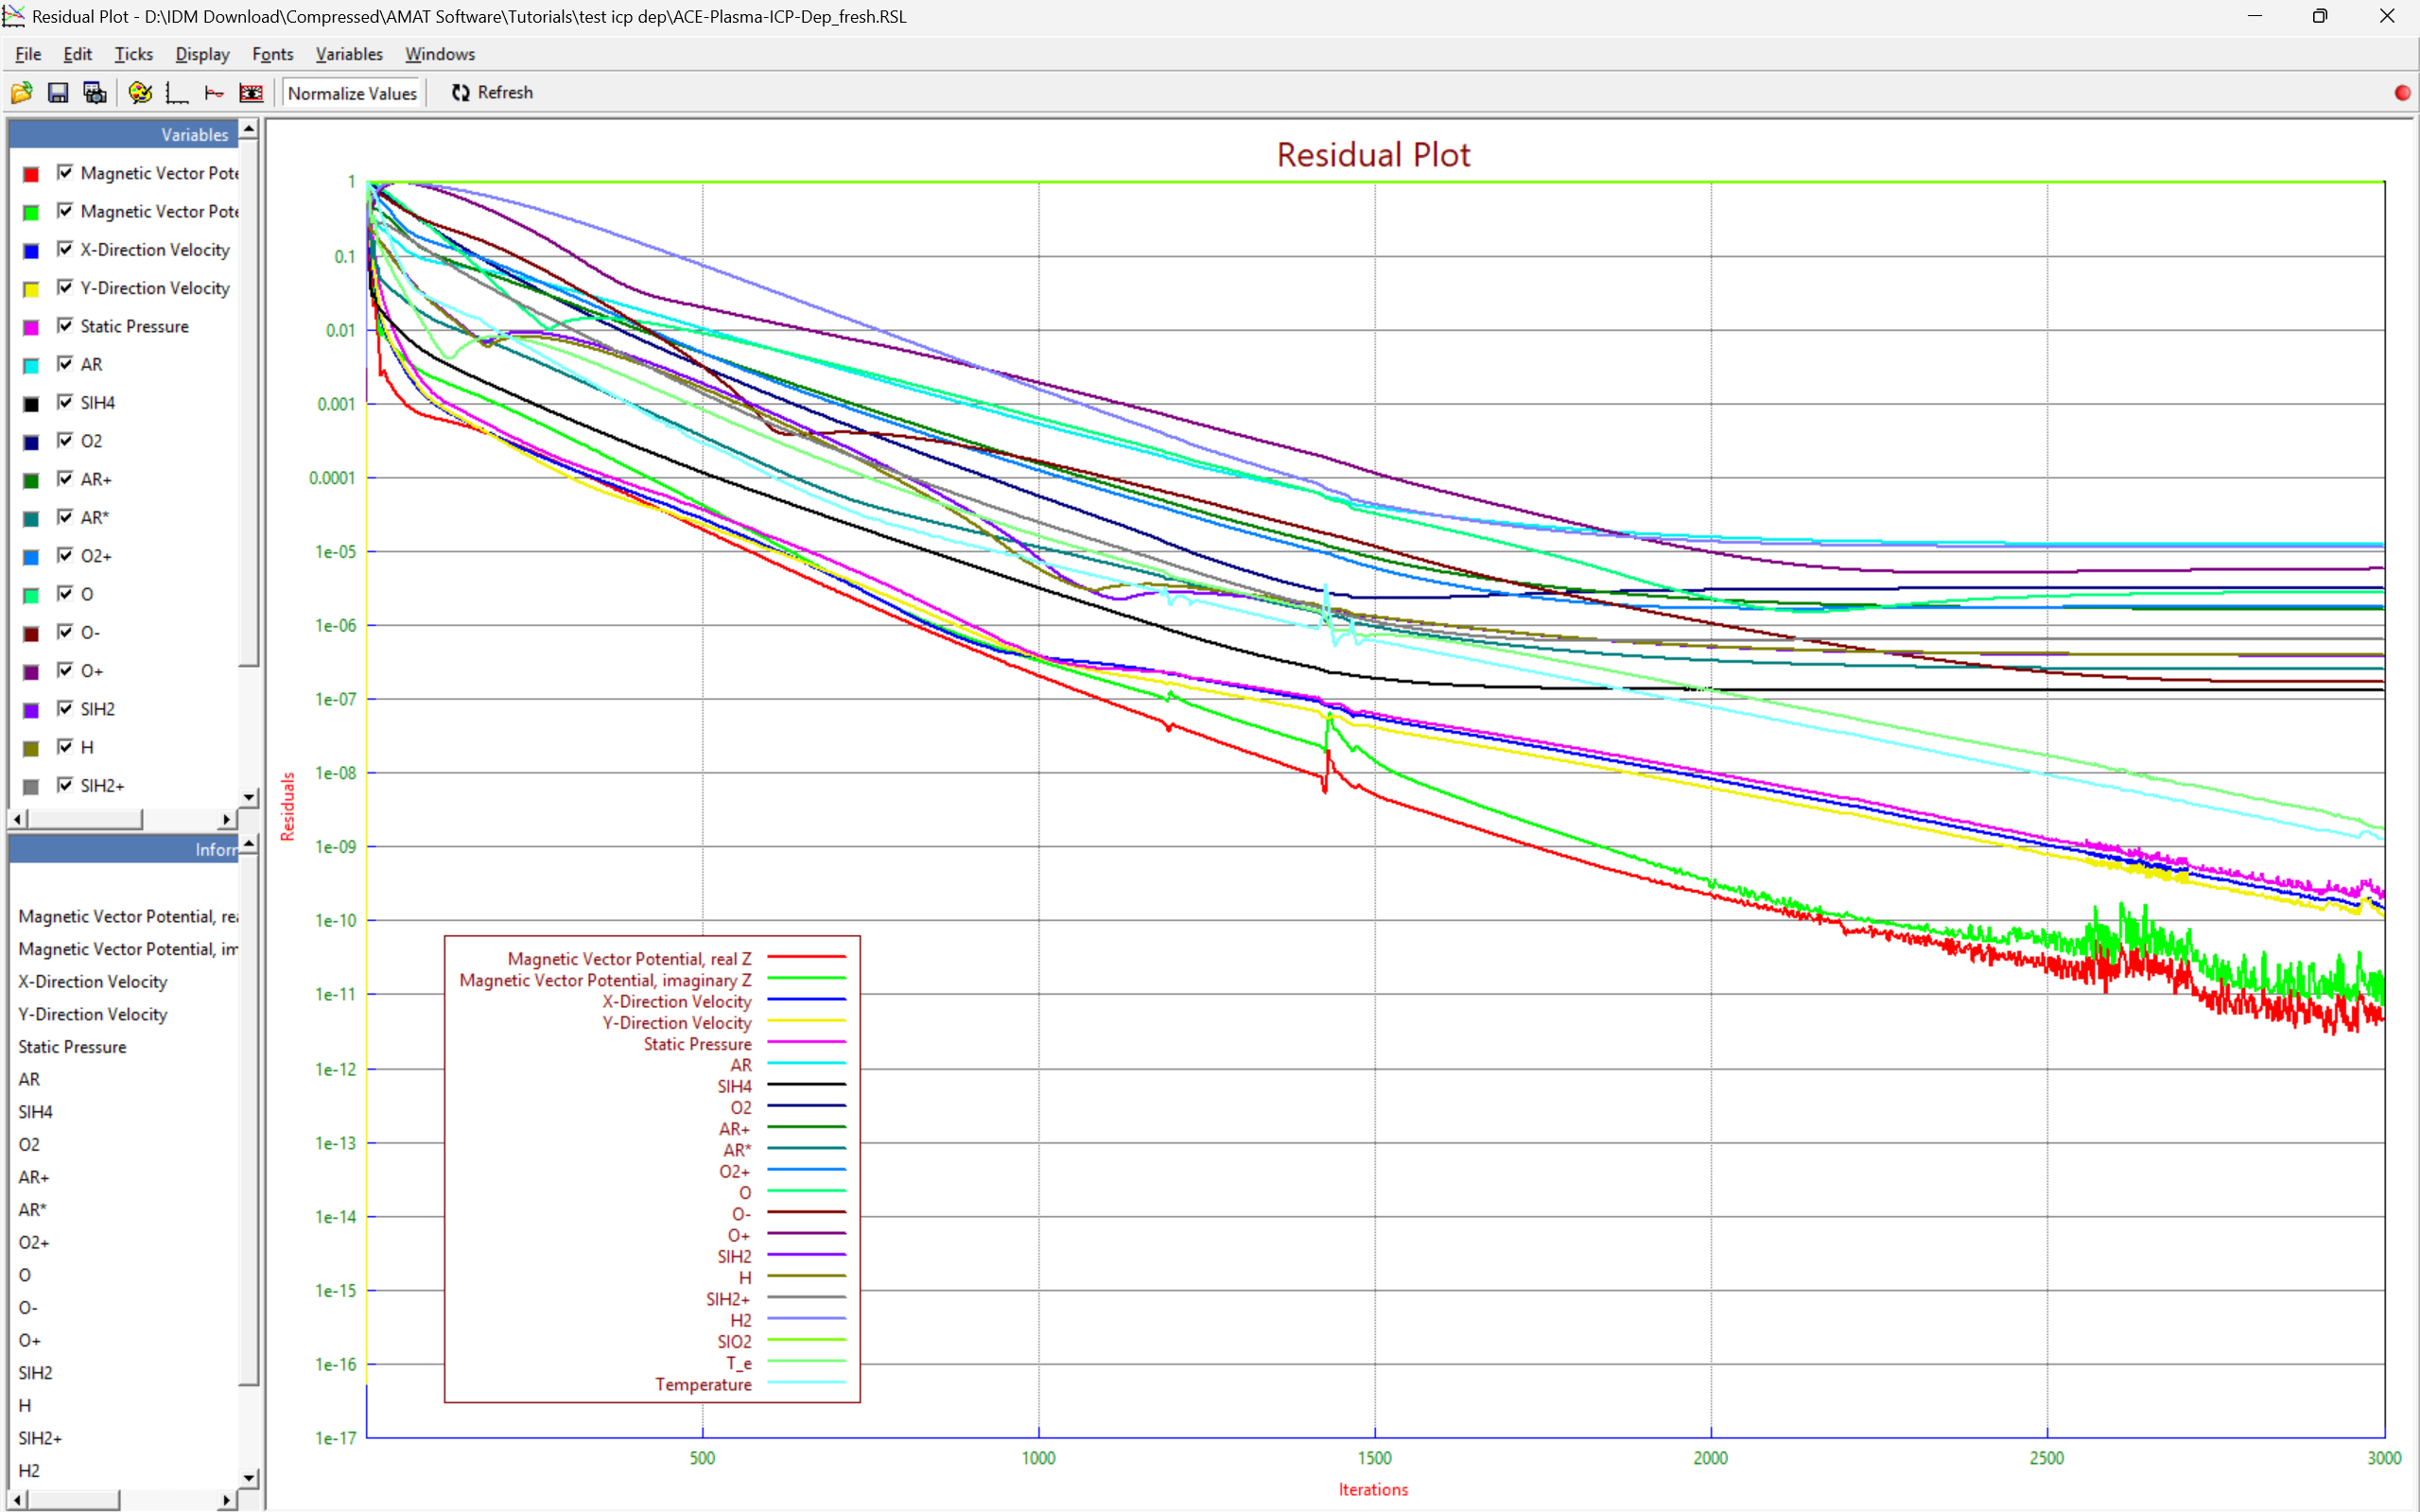 Residual Plot - D:\IDM Download\Compressed\AMAT Software\Tutorials\test icp dep\ACE-Plasma-ICP-Dep_fresh.RSL
File Edit Ticks Display Fonts Variables Windows
Normalize Values Refresh
Variables
Magnetic Vector Pote
Magnetic Vector Pote
X-Direction Velocity
Y-Direction Velocity
Static Pressure
AR
SIH4
O2
AR+
AR*
O2+
O
O-
O+
SIH2
H
SIH2+
Inforr
Magnetic Vector Potential, rea
Magnetic Vector Potential, im
X-Direction Velocity
Y-Direction Velocity
Static Pressure
AR
SIH4
O2
AR+
AR*
O2+
O
O-
O+
SIH2
H
SIH2+
H2
Residual Plot
Residuals
1
0.1
0.01
0.001
0.0001
1e-05
1e-06
1e-07
1e-08
1e-09
1e-10
1e-11
1e-12
1e-13
1e-14
1e-15
1e-16
1e-17
Magnetic Vector Potential, real Z
Magnetic Vector Potential, imaginary Z
X-Direction Velocity
Y-Direction Velocity
Static Pressure
AR
SIH4
O2
AR+
AR*
O2+
O
O-
O+
SIH2
H
SIH2+
H2
SIO2
T_e
Temperature
500 1000 1500 2000 2500 3000
Iterations